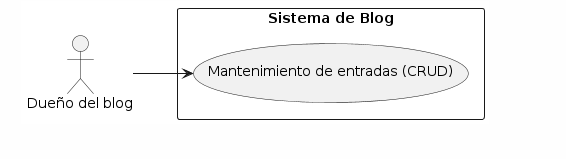 Sistema de Blog
Mantenimiento de entradas (CRUD)
Dueño del blog